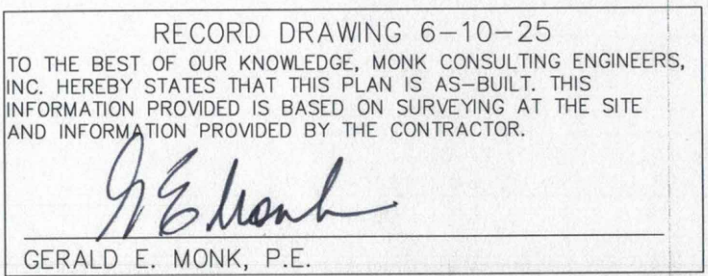 RECORD DRAWING 6-10-25
TO THE BEST OF OUR KNOWLEDGE, MONK CONSULTING ENGINEERS,
INC. HEREBY STATES THAT THIS PLAN IS AS-BUILT. THIS
INFORMATION PROVIDED IS BASED ON SURVEYING AT THE SITE
AND INFORMATION PROVIDED BY THE CONTRACTOR.
G E Monk
GERALD E. MONK, P.E.